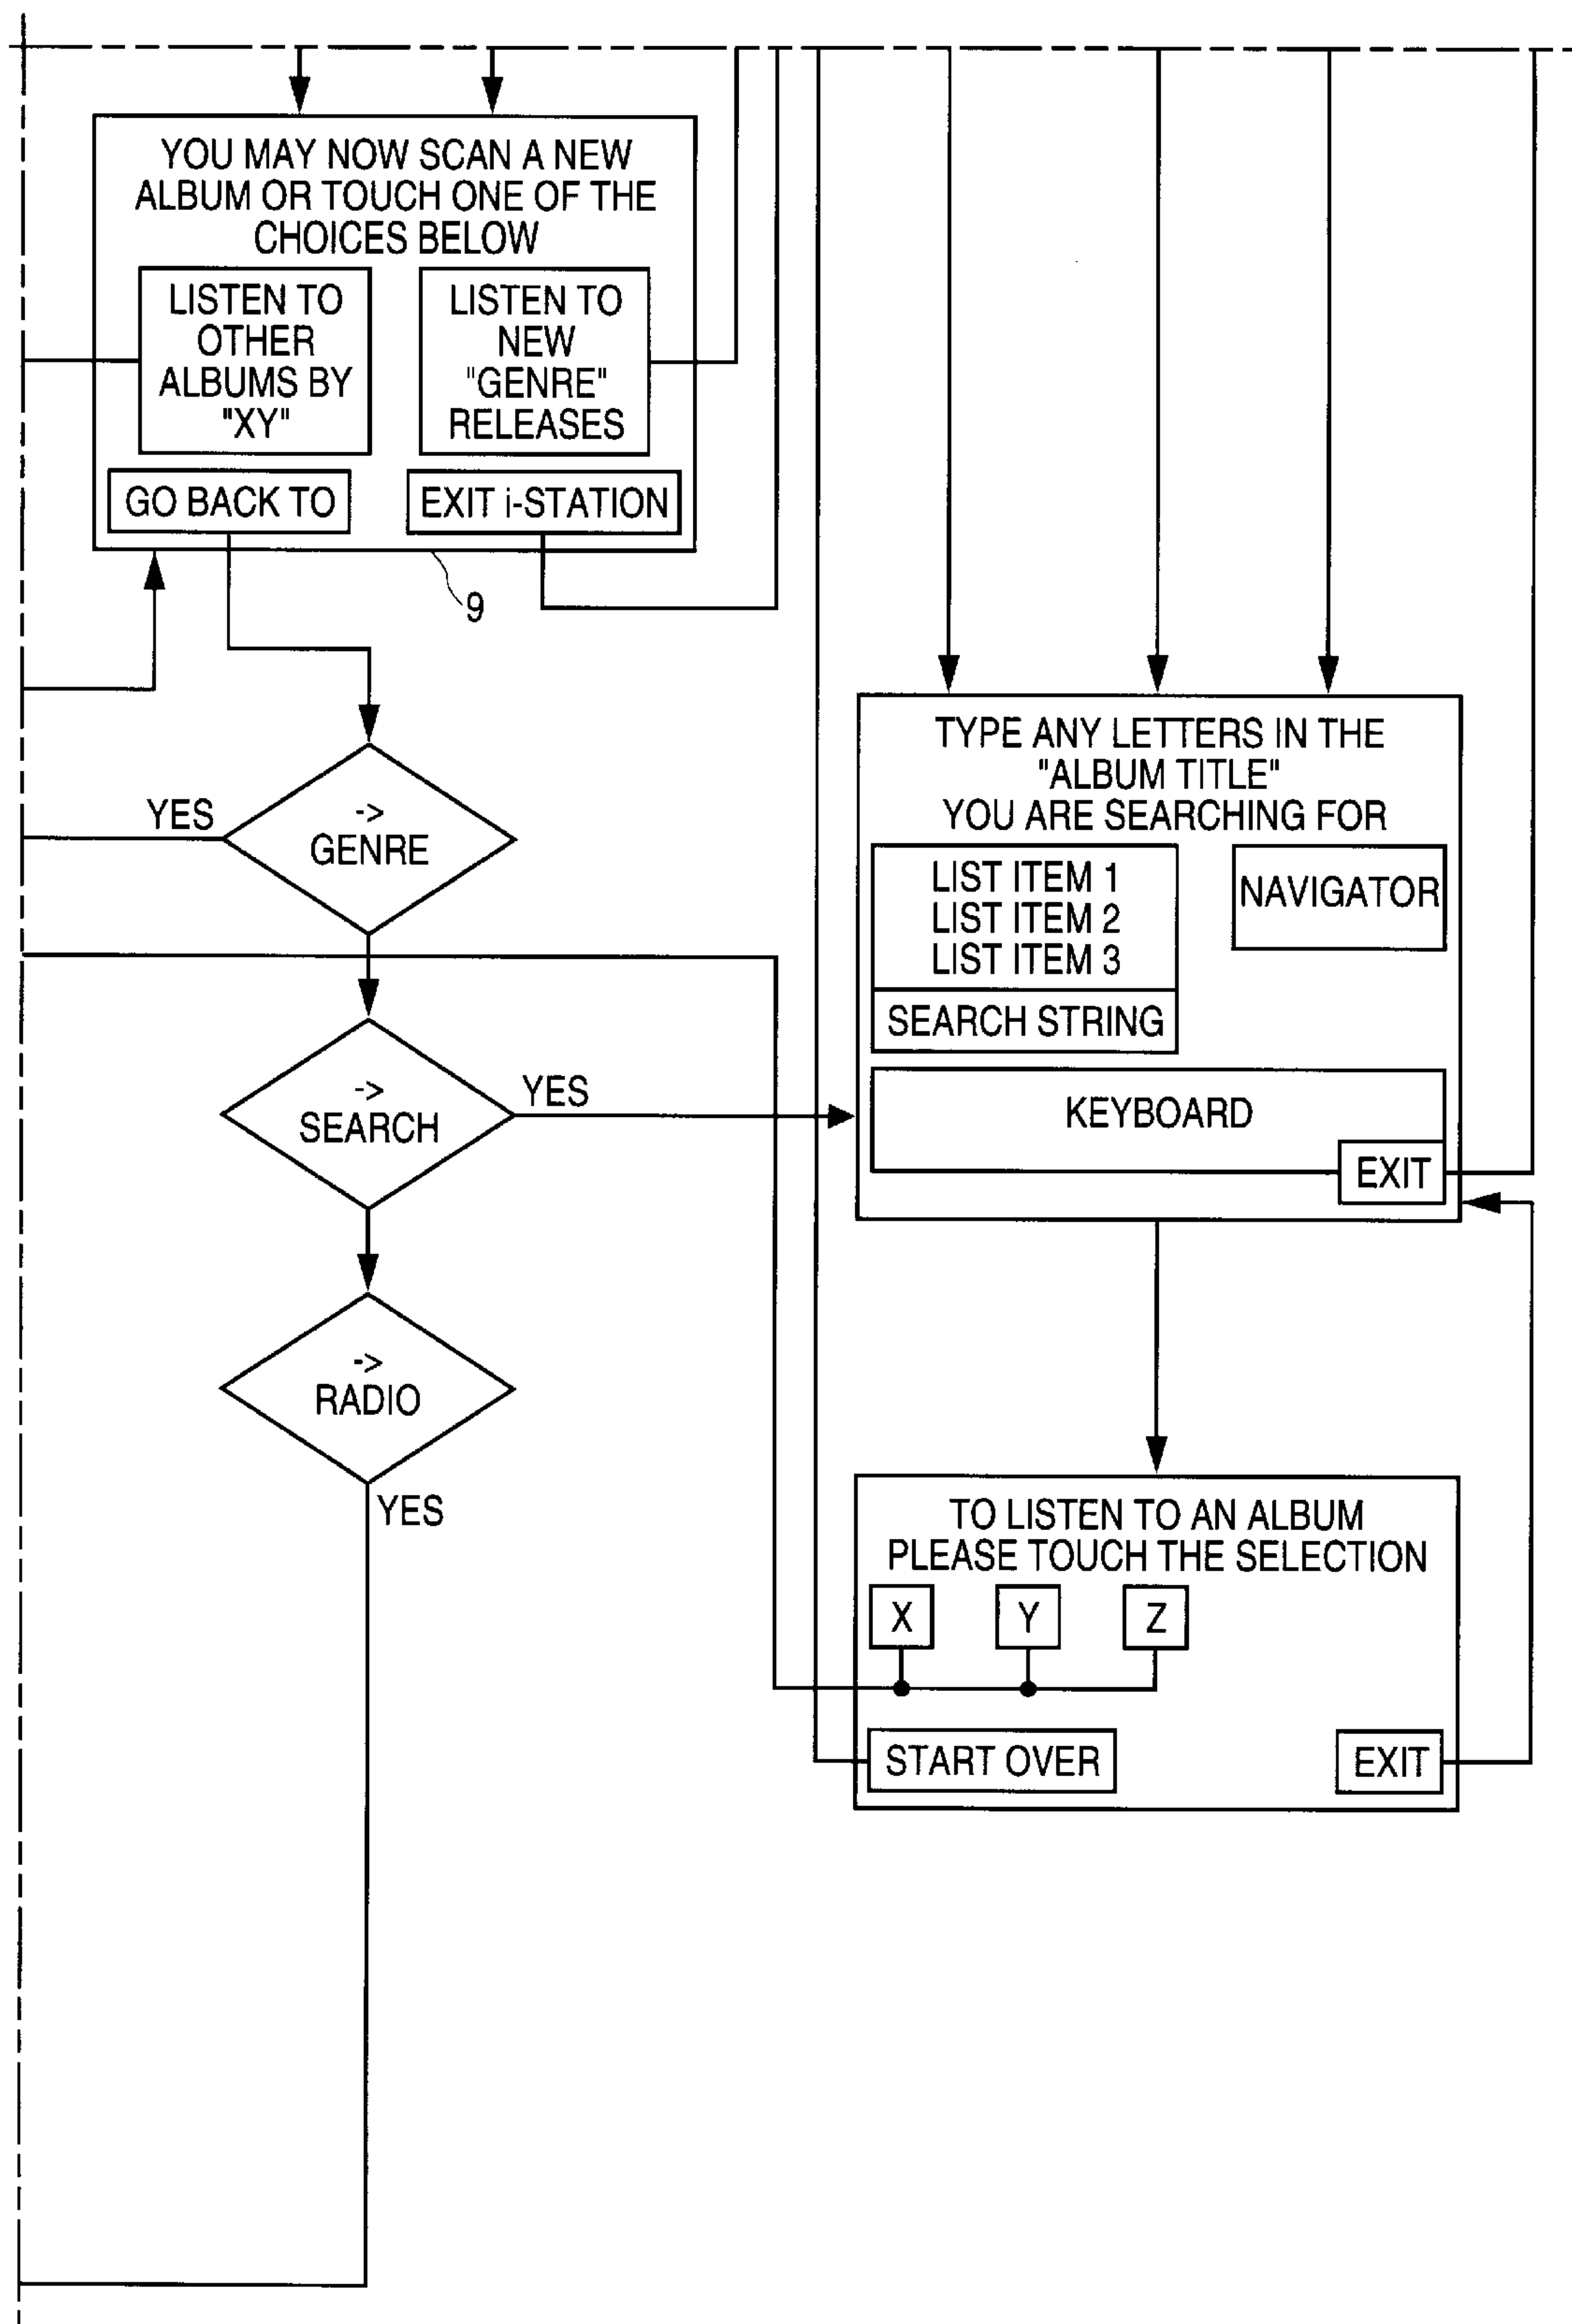 YOU MAY NOW SCAN A NEW
ALBUM OR TOUCH ONE OF THE
CHOICES BELOW
LISTEN TO
OTHER
ALBUMS BY
"XY"
LISTEN TO
NEW
"GENRE"
RELEASES
GO BACK TO
EXIT i-STATION
9
->
GENRE
YES
->
SEARCH
YES
->
RADIO
YES
TYPE ANY LETTERS IN THE
"ALBUM TITLE"
YOU ARE SEARCHING FOR
LIST ITEM 1
LIST ITEM 2
LIST ITEM 3
SEARCH STRING
NAVIGATOR
KEYBOARD
EXIT
TO LISTEN TO AN ALBUM
PLEASE TOUCH THE SELECTION
X
Y
Z
START OVER
EXIT